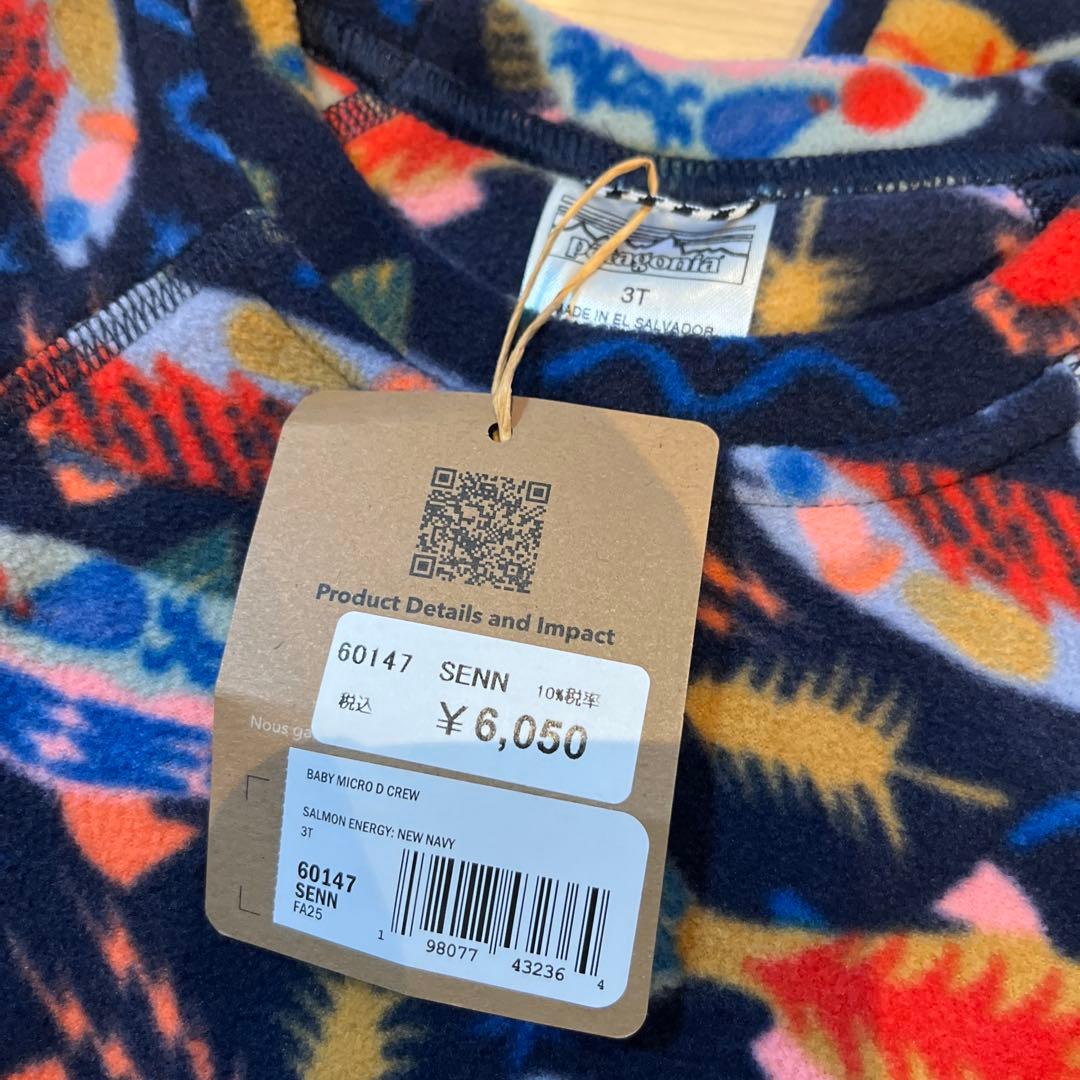 patagonia
3T
MADE IN EL SALVADOR
Product Details and Impact
60147 SENN 10%税率
税込 ¥6,050
Nous ga
BABY MICRO D CREW
SALMON ENERGY: NEW NAVY
3T
60147
SENN
FA25
1 98077 43236 4